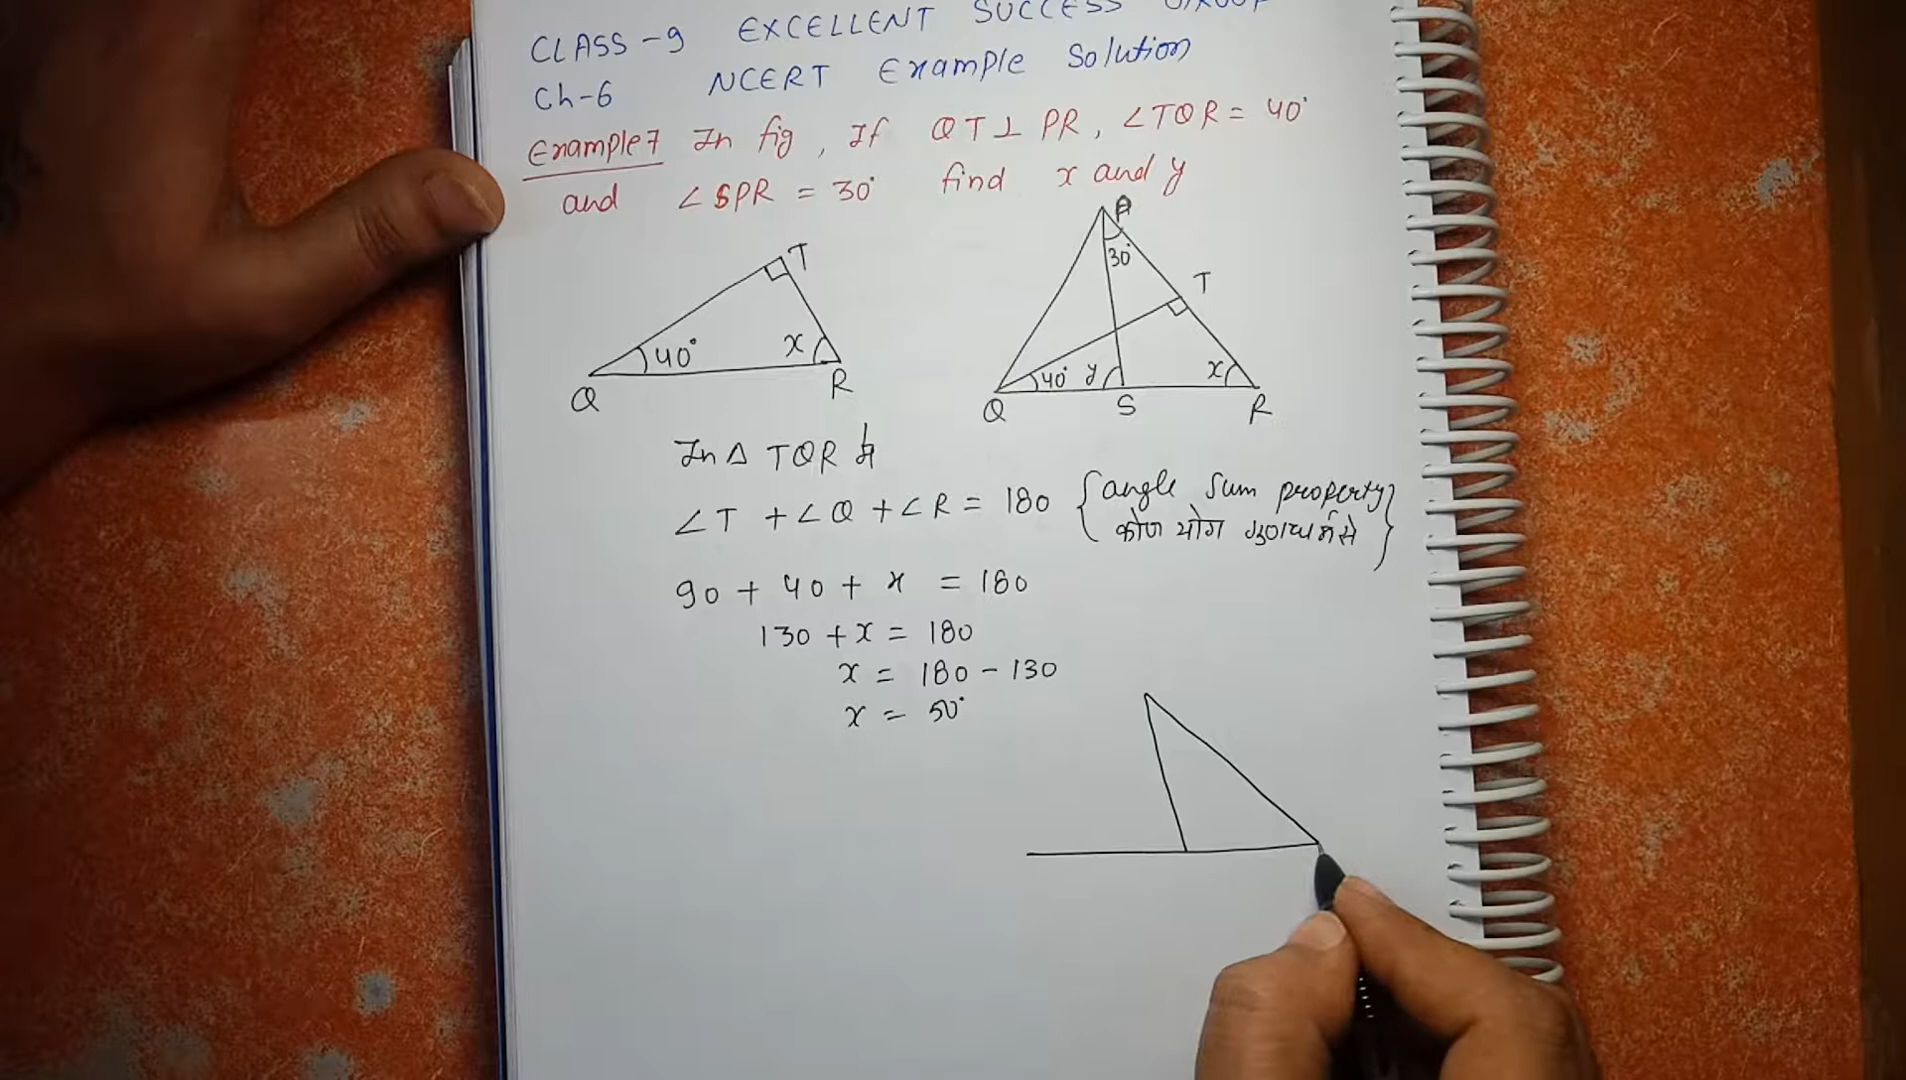 CLASS-9 EXCELLENT SUCCESS GROUP
Ch-6 NCERT Example Solution
Example 7 In fig, If QT ⊥ PR, ∠TQR = 40°
and ∠SPR = 30° find x and y
T
40° x
Q R
P
30°
T
40° y x
Q S R
In Δ TQR में
∠T + ∠Q + ∠R = 180 {angle sum property
कोण योग गुणधर्म से}
90 + 40 + x = 180
130 + x = 180
x = 180 - 130
x = 50°